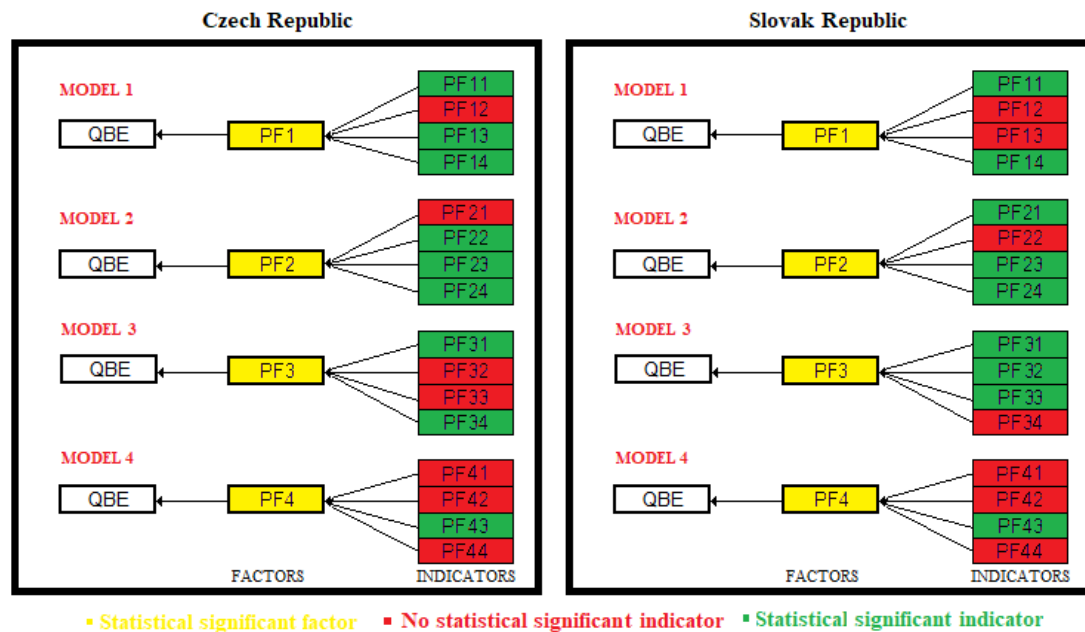 Czech Republic
MODEL 1
QBE
PF1
PF11
PF12
PF13
PF14
MODEL 2
QBE
PF2
PF21
PF22
PF23
PF24
MODEL 3
QBE
PF3
PF31
PF32
PF33
PF34
MODEL 4
QBE
PF4
PF41
PF42
PF43
PF44
FACTORS
INDICATORS
Slovak Republic
MODEL 1
QBE
PF1
PF11
PF12
PF13
PF14
MODEL 2
QBE
PF2
PF21
PF22
PF23
PF24
MODEL 3
QBE
PF3
PF31
PF32
PF33
PF34
MODEL 4
QBE
PF4
PF41
PF42
PF43
PF44
FACTORS
INDICATORS
Statistical significant factor
No statistical significant indicator
Statistical significant indicator